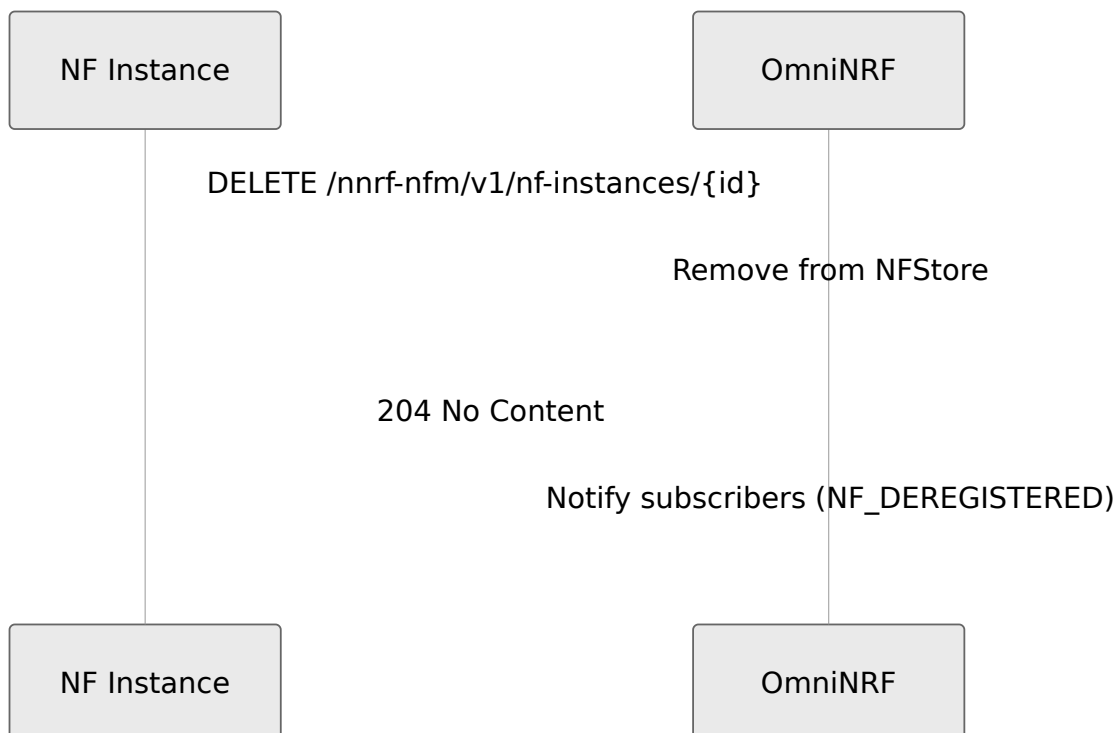 NF Instance
OmniNRF
DELETE /nnrf-nfm/v1/nf-instances/{id}
Remove from NFStore
204 No Content
Notify subscribers (NF_DEREGISTERED)
NF Instance
OmniNRF